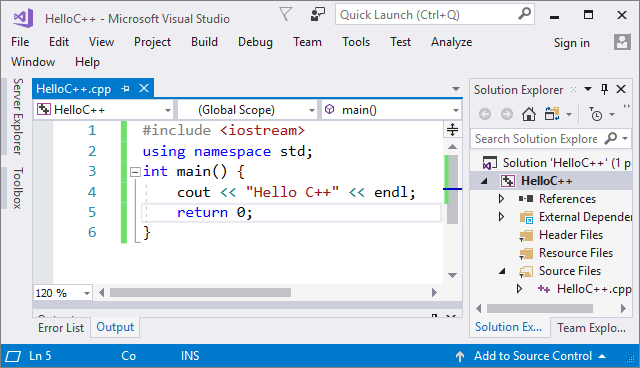 HelloC++ - Microsoft Visual Studio
Quick Launch (Ctrl+Q)
File Edit View Project Build Debug Team Tools Test Analyze Sign in
Window Help
Server Explorer
Toolbox
HelloC++.cpp
HelloC++ (Global Scope) main()
1 #include <iostream>
2 using namespace std;
3 int main() {
4 cout << "Hello C++" << endl;
5 return 0;
6 }
120 %
Error List Output
Solution Explorer
Search Solution Explore
Solution 'HelloC++' (1 p
HelloC++
References
External Depender
Header Files
Resource Files
Source Files
HelloC++.cpp
Solution Ex... Team Explo...
Ln 5 Co INS Add to Source Control